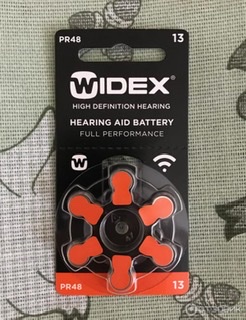 PR48 13
WIDEX®
HIGH DEFINITION HEARING
HEARING AID BATTERY
FULL PERFORMANCE
W
PR48 13